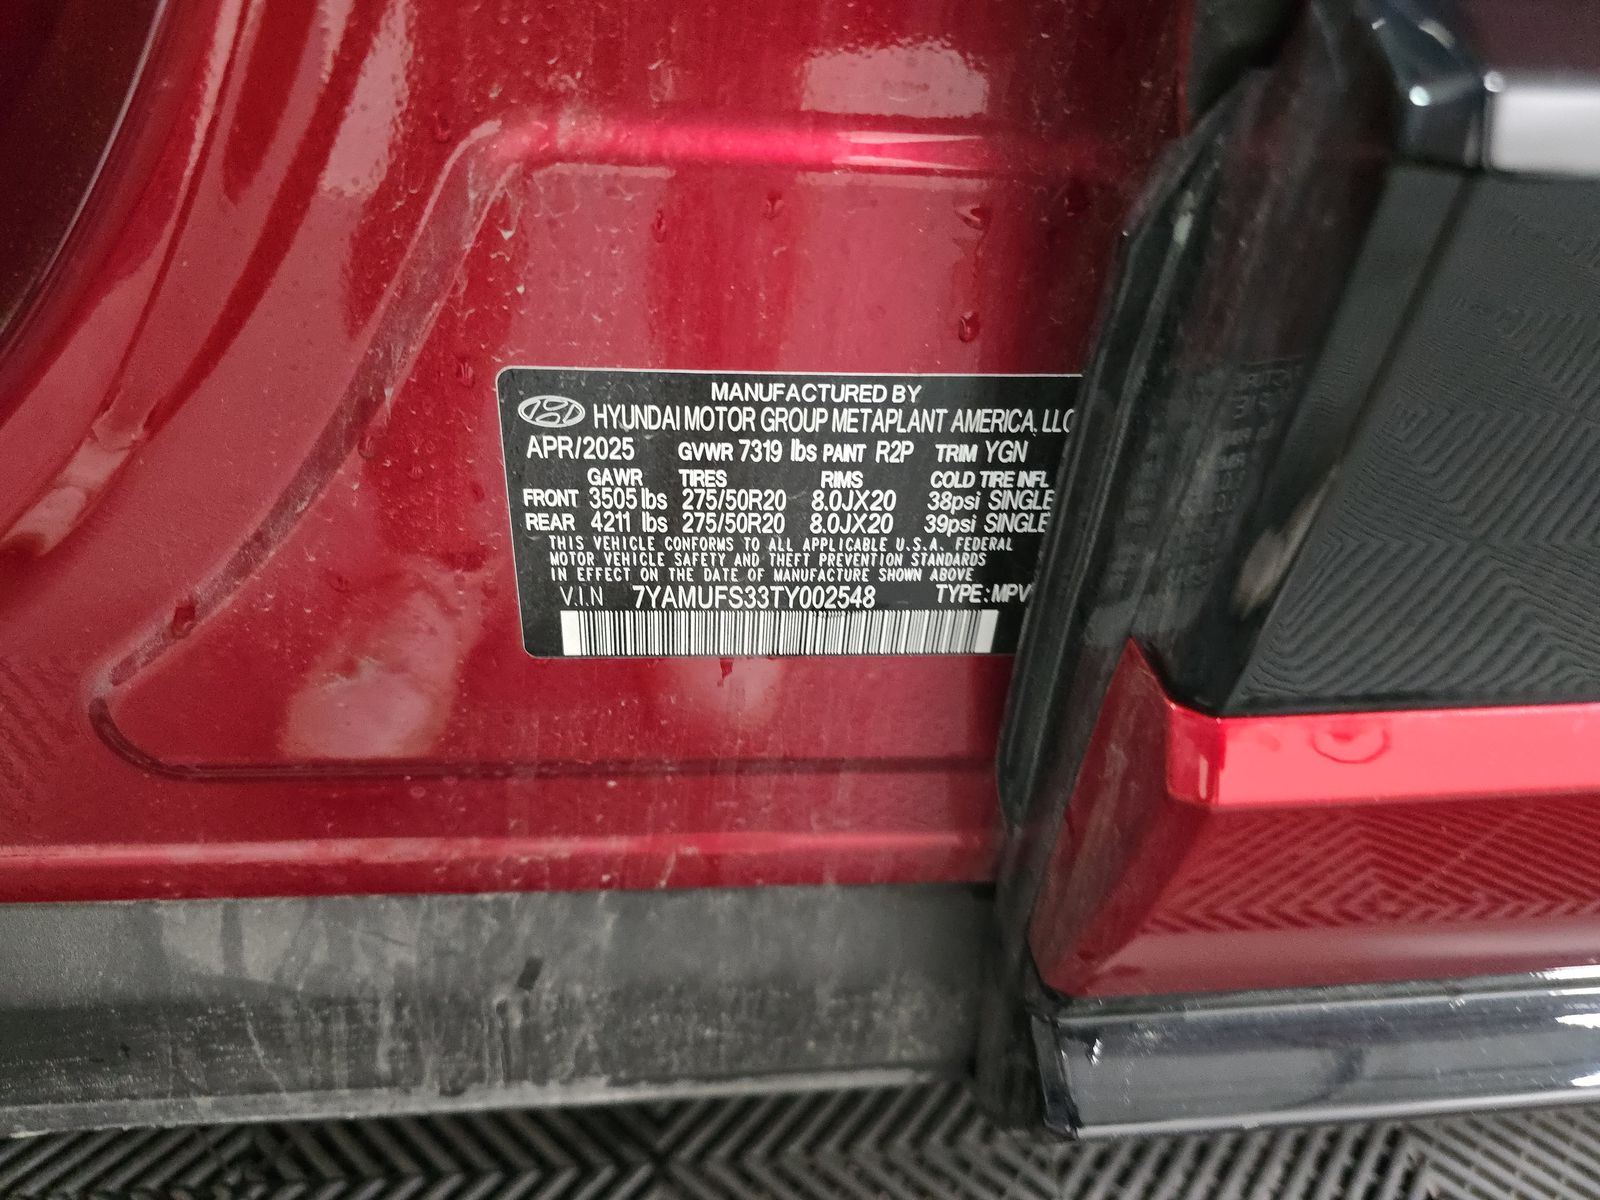 MANUFACTURED BY
HYUNDAI MOTOR GROUP METAPLANT AMERICA, LLC
APR/2025 GVWR 7319 lbs PAINT R2P TRIM YGN
GAWR TIRES RIMS COLD TIRE INFL
FRONT 3505 lbs 275/50R20 8.0JX20 38psi SINGLE
REAR 4211 lbs 275/50R20 8.0JX20 39psi SINGLE
THIS VEHICLE CONFORMS TO ALL APPLICABLE U.S.A. FEDERAL
MOTOR VEHICLE SAFETY AND THEFT PREVENTION STANDARDS
IN EFFECT ON THE DATE OF MANUFACTURE SHOWN ABOVE
V.I.N 7YAMUFS33TY002548 TYPE:MPV